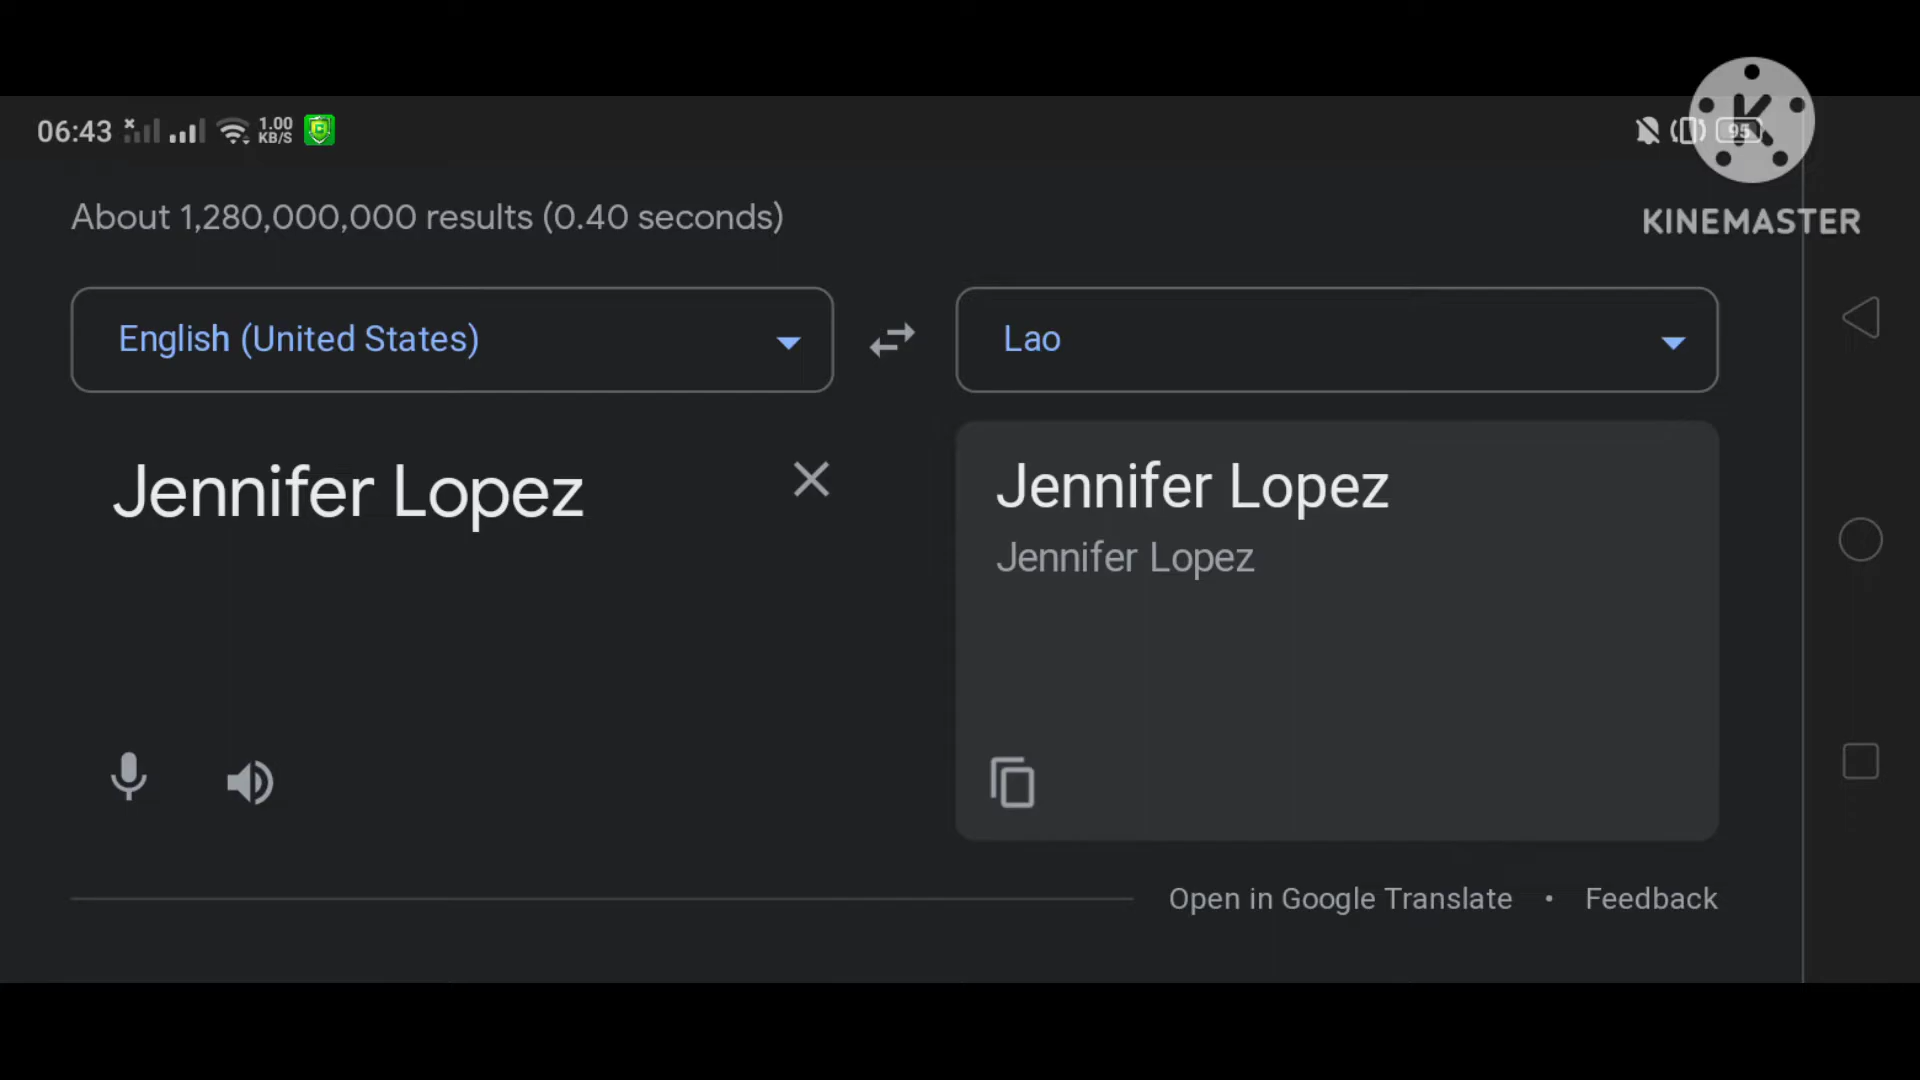 06:43 1.00 KB/S 95
K
KINEMASTER
About 1,280,000,000 results (0.40 seconds)
English (United States) Lao
Jennifer Lopez Jennifer Lopez
Jennifer Lopez
Open in Google Translate • Feedback